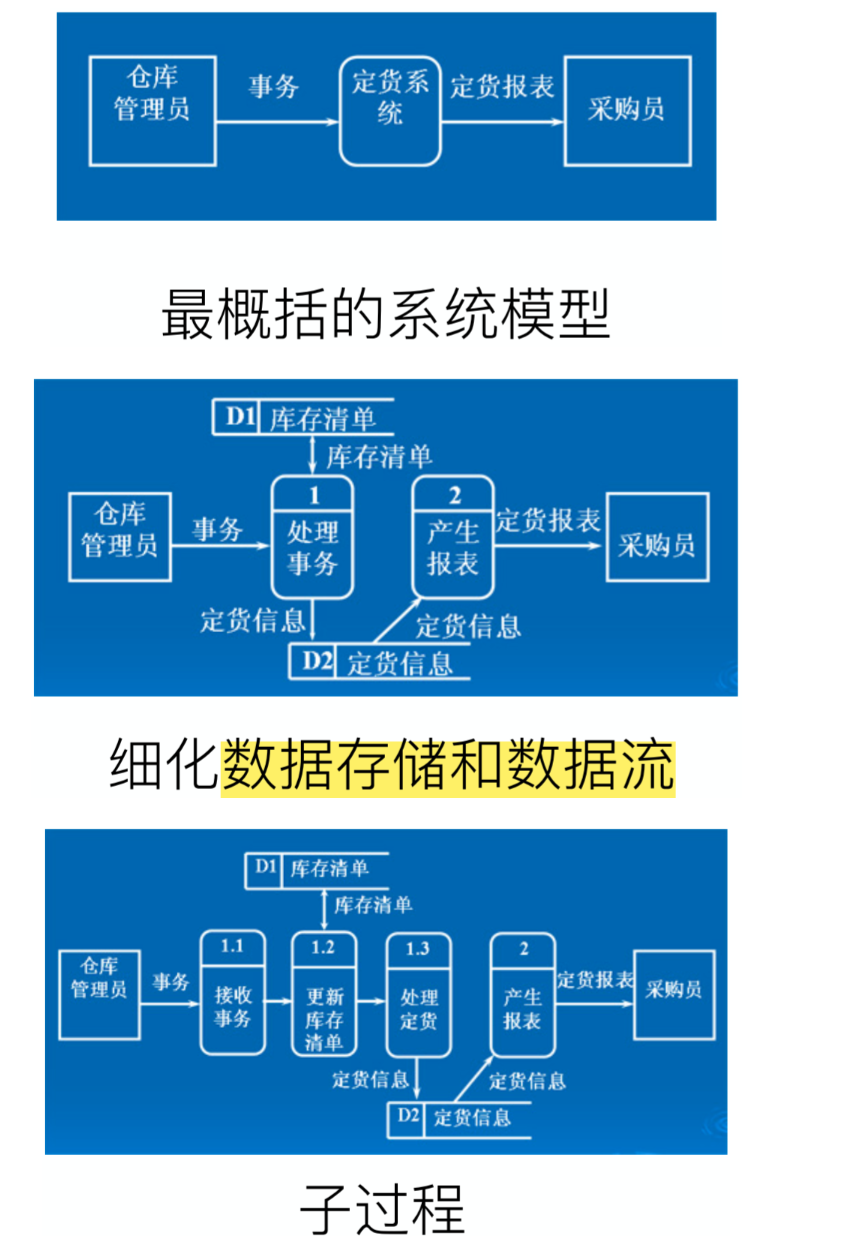 仓库
管理员
事务
定货系
统
定货报表
采购员
最概括的系统模型
D1 库存清单
库存清单
仓库
管理员
事务
1
处理
事务
2
产生
报表
定货报表
采购员
定货信息
定货信息
D2 定货信息
细化数据存储和数据流
D1 库存清单
库存清单
仓库
管理员
事务
1.1
接收
事务
1.2
更新
库存
清单
1.3
处理
定货
2
产生
报表
定货报表
采购员
定货信息
定货信息
D2 定货信息
子过程